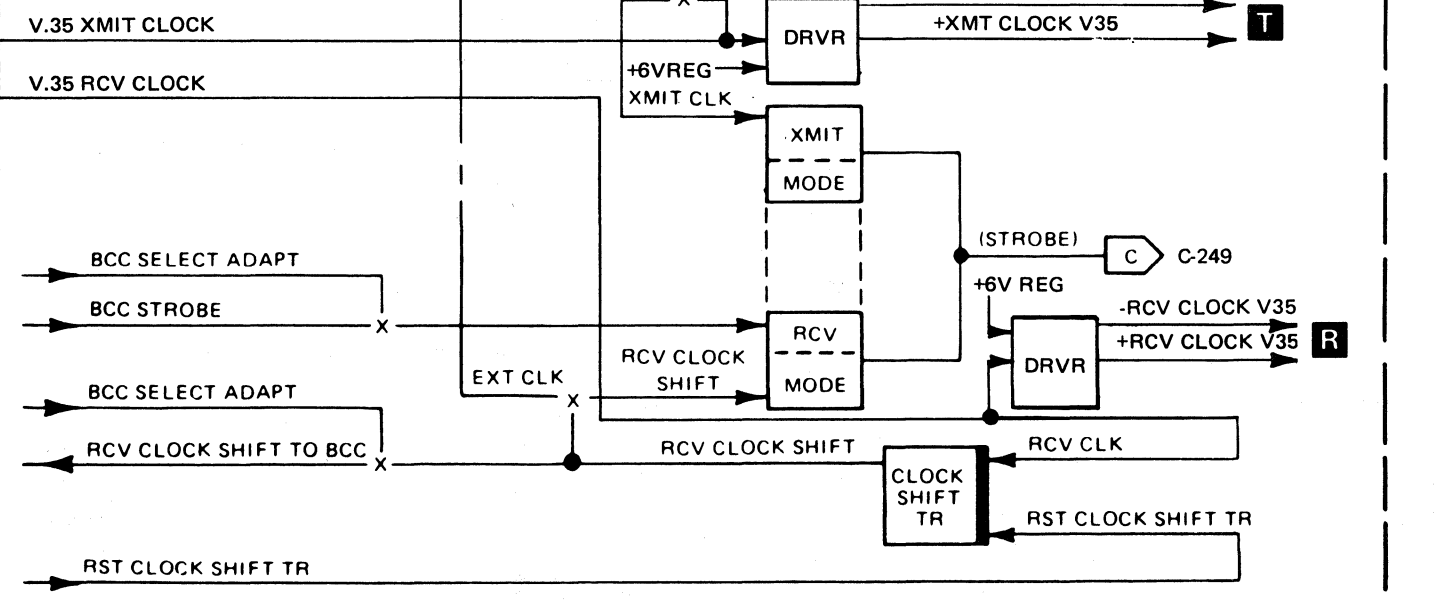 V.35 XMIT CLOCK
X
DRVR
+XMT CLOCK V35
T
+6VREG
V.35 RCV CLOCK
XMIT CLK
XMIT
MODE
(STROBE)
C
C-249
BCC SELECT ADAPT
+6V REG
BCC STROBE
X
RCV
MODE
-RCV CLOCK V35
+RCV CLOCK V35
R
DRVR
RCV CLOCK
SHIFT
EXT CLK
X
BCC SELECT ADAPT
RCV CLOCK SHIFT TO BCC
X
RCV CLOCK SHIFT
RCV CLK
CLOCK
SHIFT
TR
RST CLOCK SHIFT TR
RST CLOCK SHIFT TR